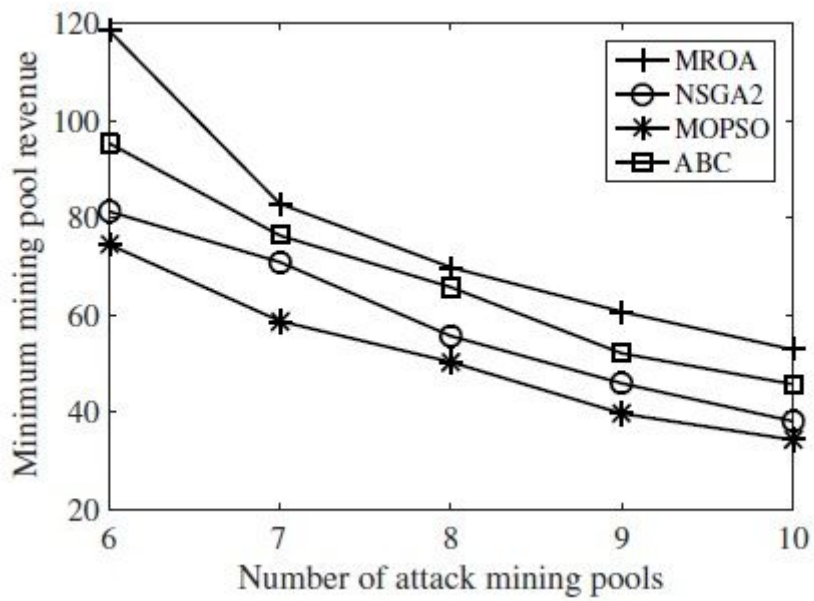 120
100
80
60
40
20
Minimum mining pool revenue
MROA
NSGA2
MOPSO
ABC
6 7 8 9 10
Number of attack mining pools